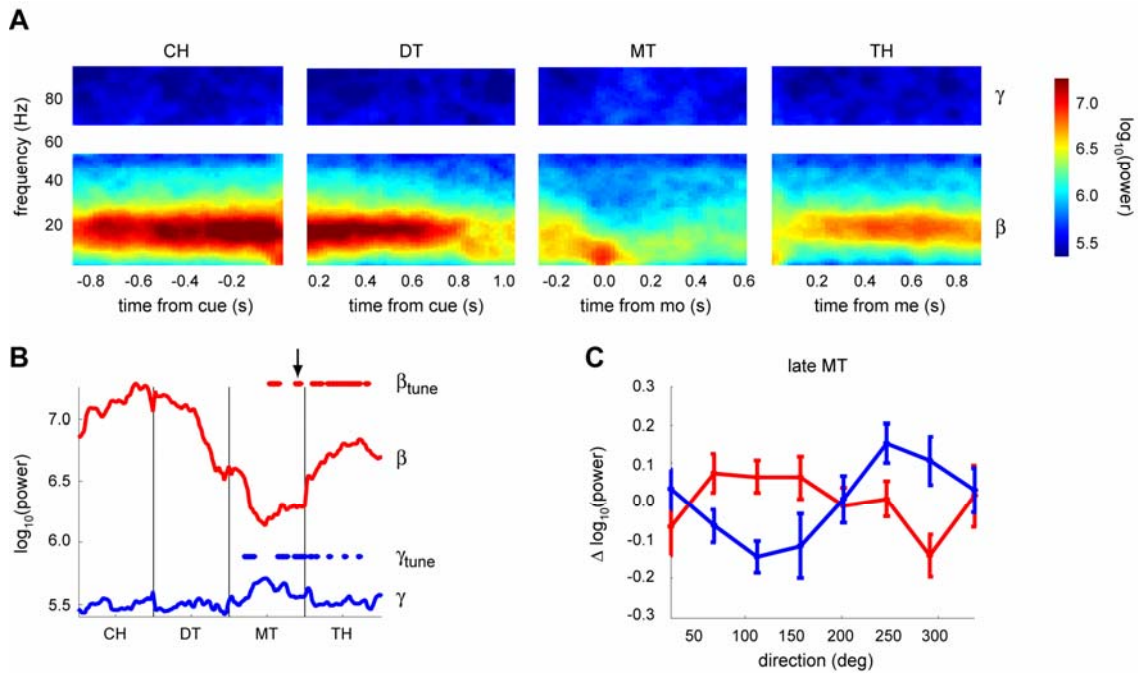 A
CH DT MT TH
frequency (Hz)
80
60
40
20
γ
β
-0.8 -0.6 -0.4 -0.2
0.2 0.4 0.6 0.8 1.0
-0.2 0.0 0.2 0.4 0.6
0.2 0.4 0.6 0.8
time from cue (s) time from cue (s) time from mo (s) time from me (s)
7.0
6.5
6.0
5.5
log10(power)
B
log10(power)
7.0
6.5
6.0
5.5
βtune
β
γtune
γ
CH DT MT TH
C
late MT
Δ log10(power)
0.3
0.2
0.1
0.0
-0.1
-0.2
-0.3
50 100 150 200 250 300
direction (deg)